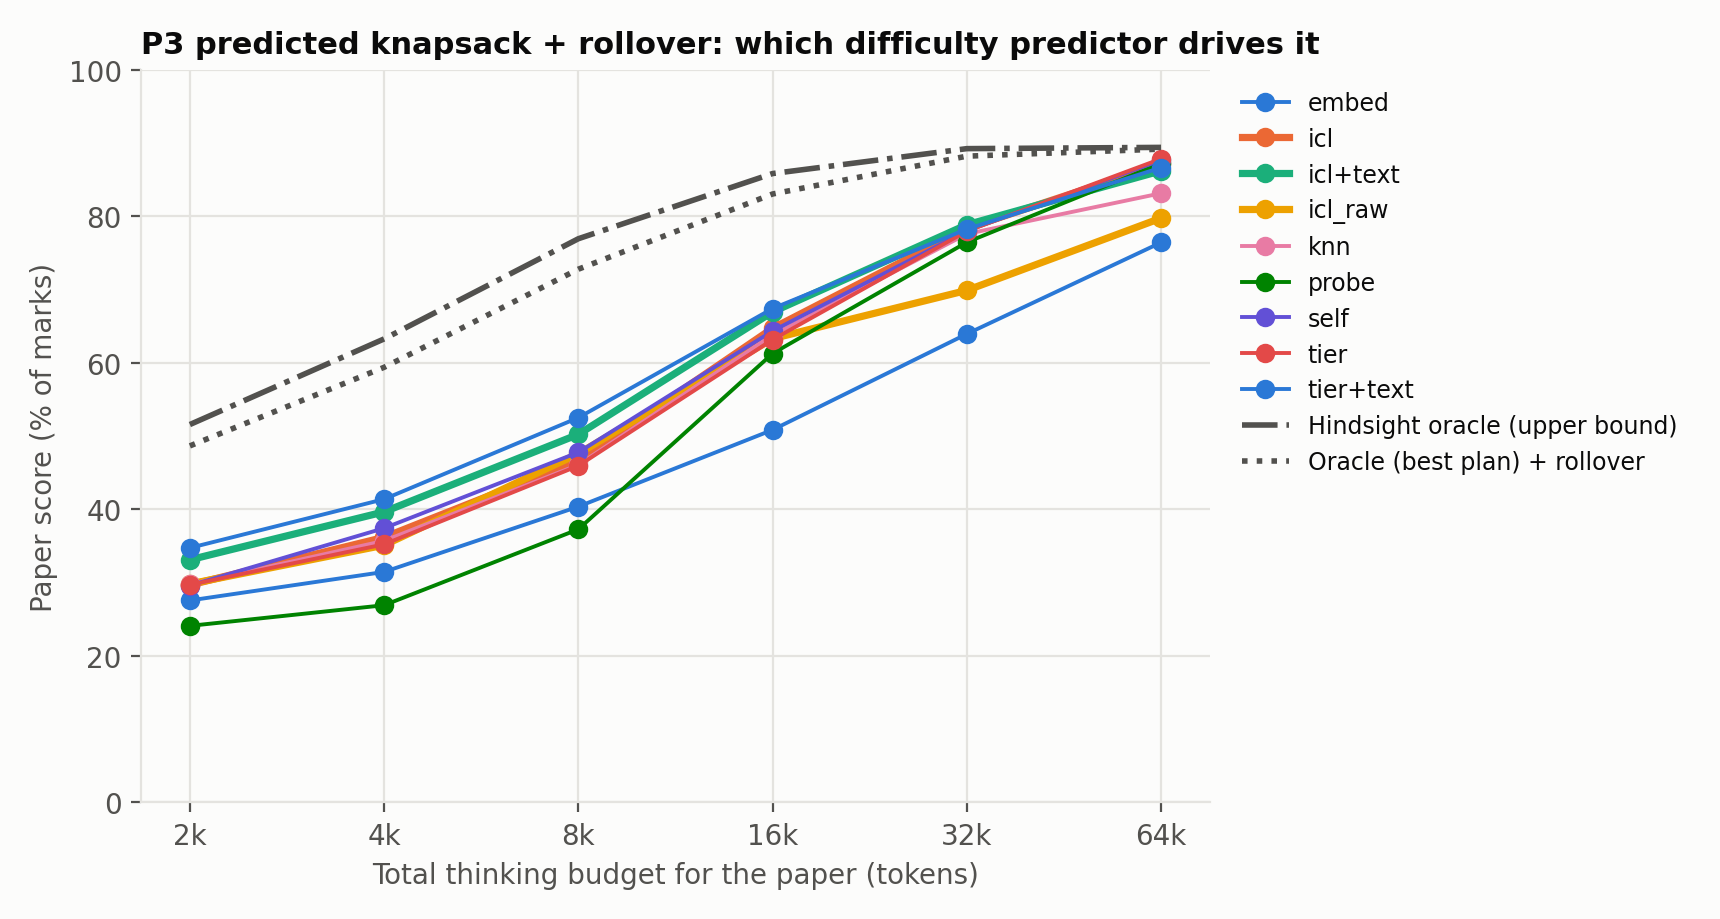 P3 predicted knapsack + rollover: which difficulty predictor drives it
Paper score (% of marks)
100
80
60
40
20
0
2k
4k
8k
16k
32k
64k
Total thinking budget for the paper (tokens)
embed
icl
icl+text
icl_raw
knn
probe
self
tier
tier+text
Hindsight oracle (upper bound)
Oracle (best plan) + rollover